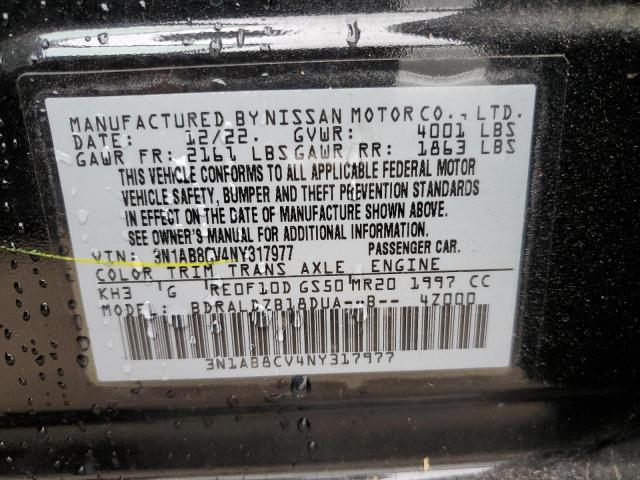 MANUFACTURED BY NISSAN MOTOR CO., LTD.
DATE: 12/22. GVWR: 4001 LBS
GAWR FR: 2161 LBS GAWR RR: 1863 LBS
THIS VEHICLE CONFORMS TO ALL APPLICABLE FEDERAL MOTOR
VEHICLE SAFETY, BUMPER AND THEFT PREVENTION STANDARDS
IN EFFECT ON THE DATE OF MANUFACTURE SHOWN ABOVE.
SEE OWNER'S MANUAL FOR ADDITIONAL INFORMATION.
VIN: 3N1AB8CV4NY317977 PASSENGER CAR.
COLOR TRIM TRANS AXLE ENGINE
KH3 G RE0F10D GS50 MR20 1997 CC
MODEL: BDRALDZB18DUA--B-- 4Z000
3N1AB8CV4NY317977